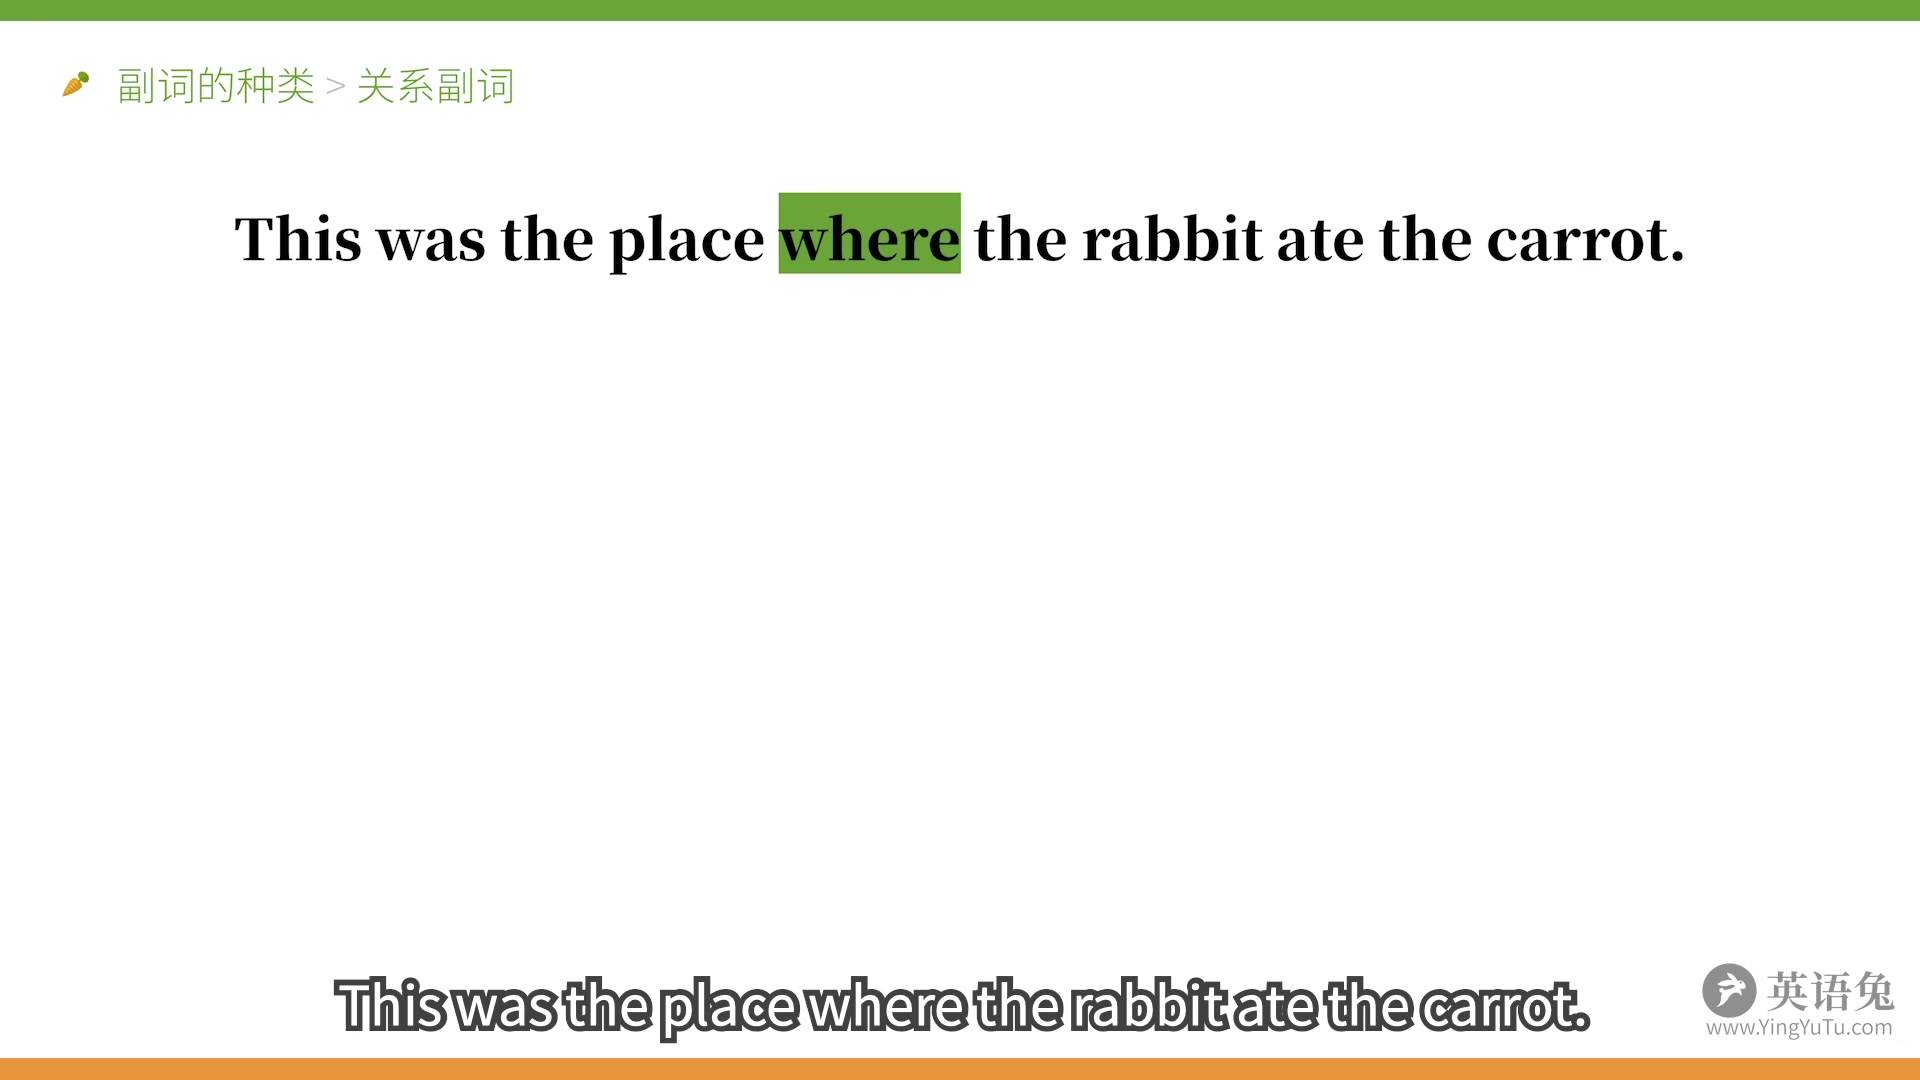 副词的种类 > 关系副词
This was the place where the rabbit ate the carrot.
This was the place where the rabbit ate the carrot.
英语兔
www.YingYuTu.com